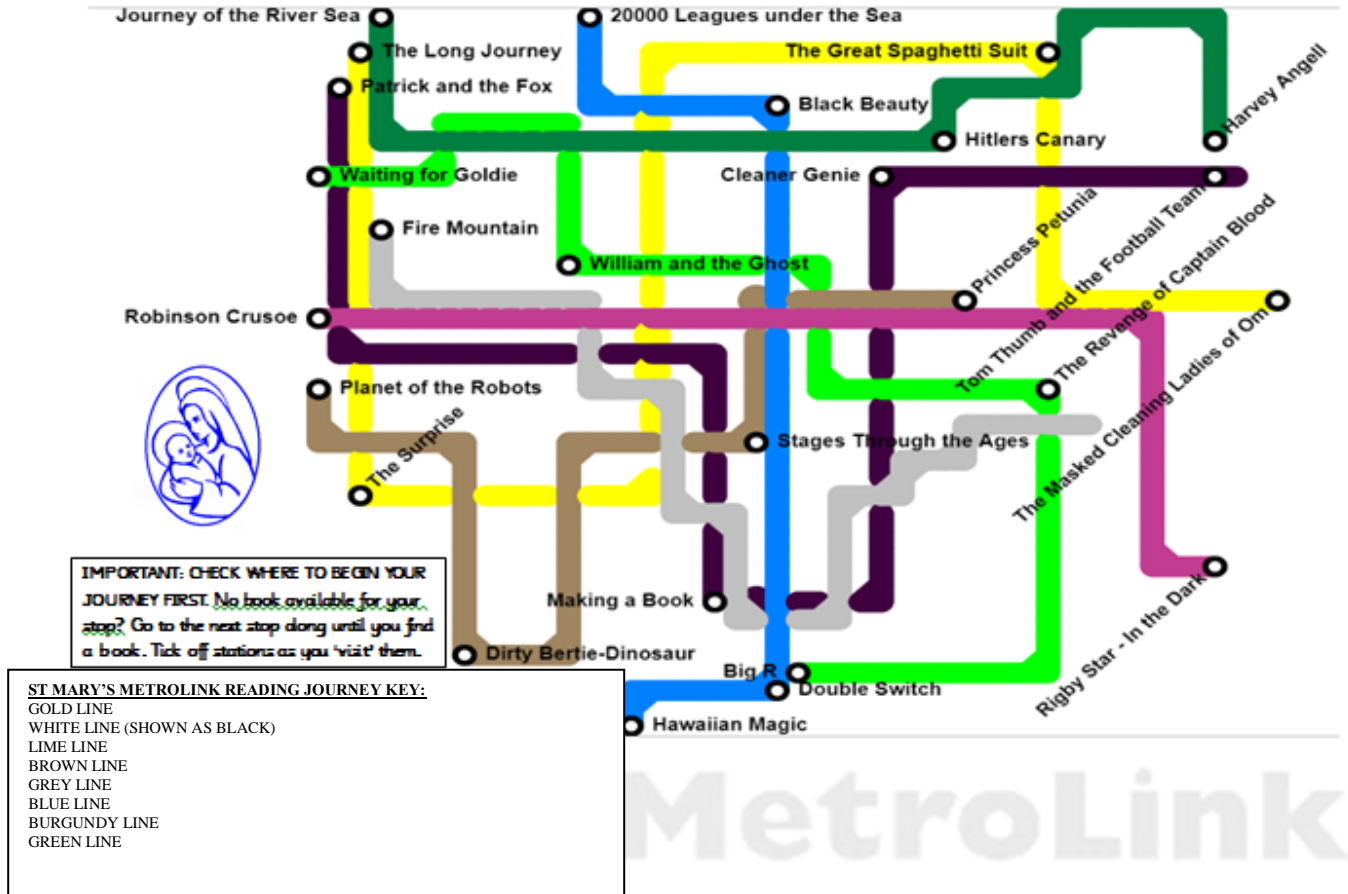 Journey of the River Sea
20000 Leagues under the Sea
The Long Journey
The Great Spaghetti Suit
Harvey Angell
Patrick and the Fox
Black Beauty
Hitlers Canary
Waiting for Goldie
Cleaner Genie
Fire Mountain
William and the Ghost
Princess Petunia
Tom Thumb and the Football Team
The Revenge of Captain Blood
Robinson Crusoe
The Masked Cleaning Ladies of Om
Planet of the Robots
The Surprise
Stages Through the Ages
IMPORTANT: CHECK WHERE TO BEGIN YOUR
JOURNEY FIRST. No book available for your
stop? Go to the next stop along until you find
a book. Tick off stations as you 'visit' them.
Making a Book
Rigby Star - In the Dark
Dirty Bertie-Dinosaur
Big R
Double Switch
Hawaiian Magic
ST MARY'S METROLINK READING JOURNEY KEY:
GOLD LINE
WHITE LINE (SHOWN AS BLACK)
LIME LINE
BROWN LINE
GREY LINE
BLUE LINE
BURGUNDY LINE
GREEN LINE
MetroLink